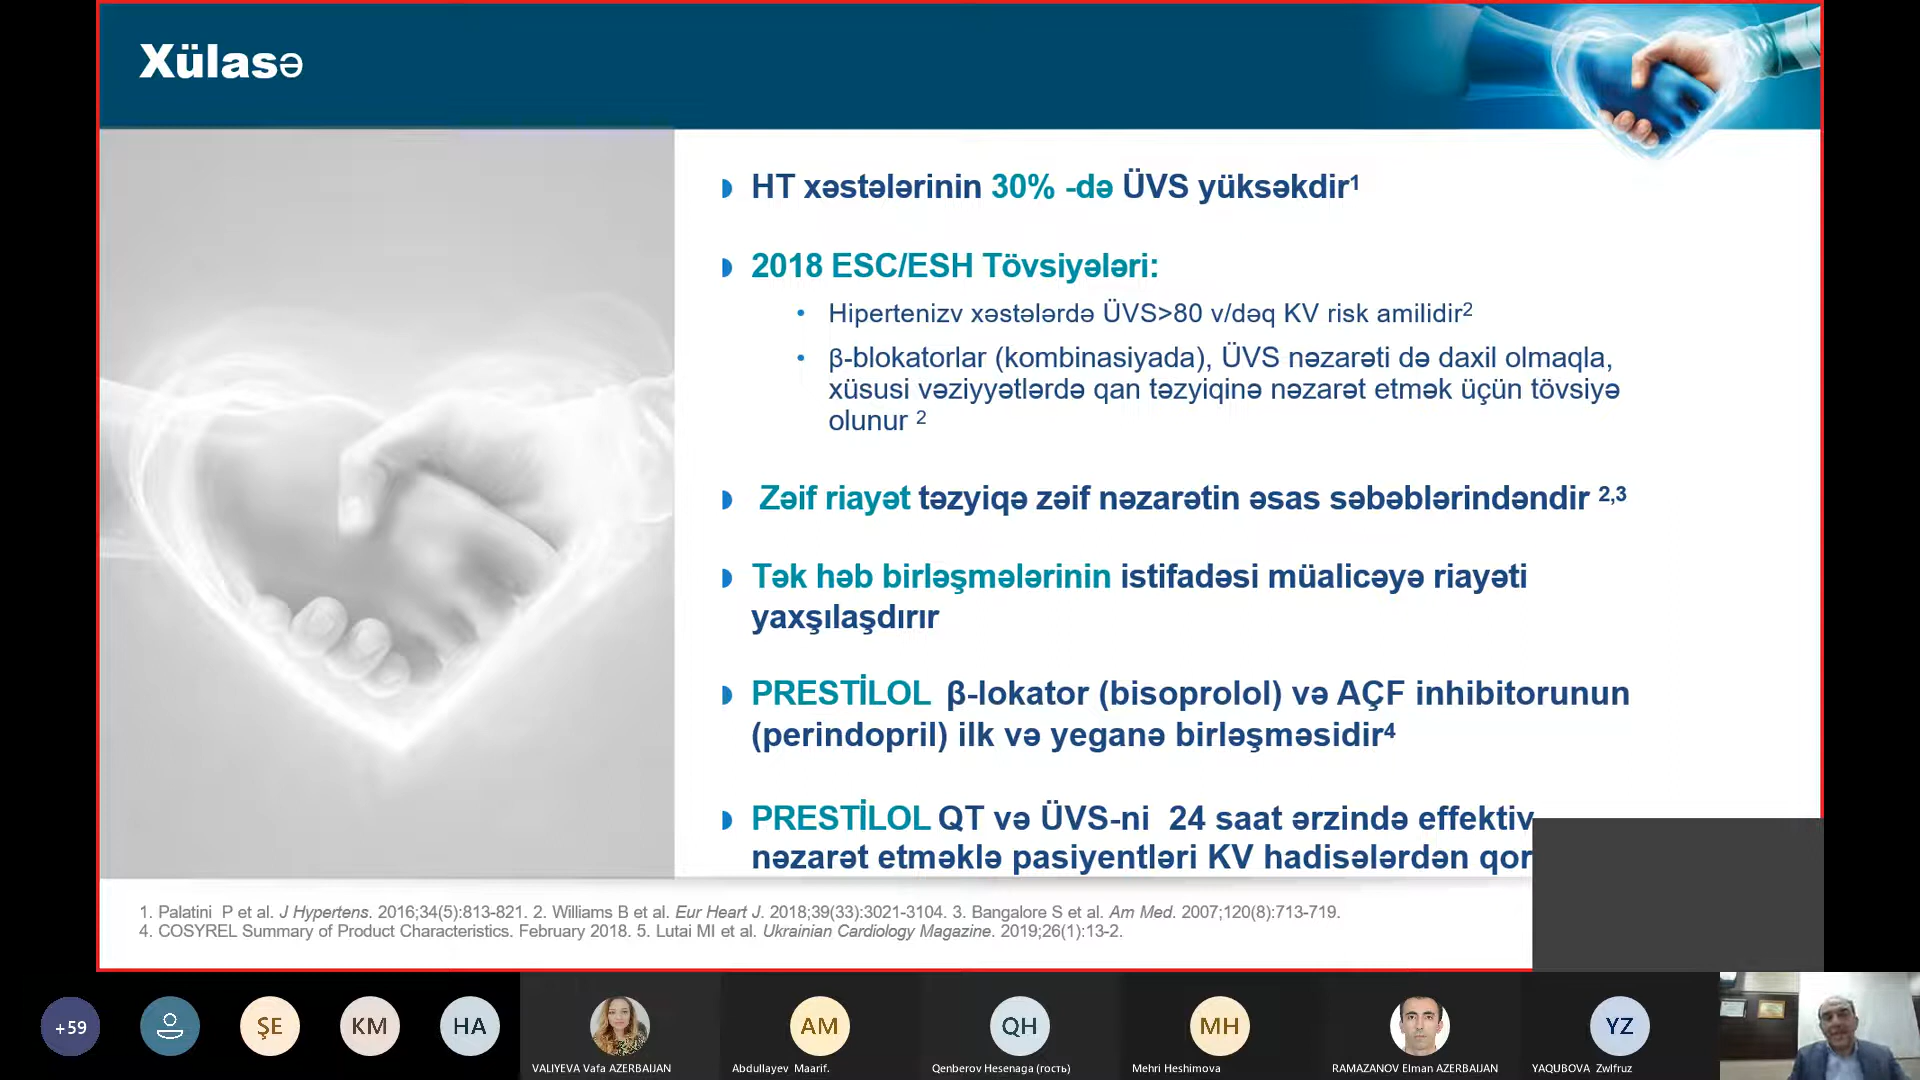 Xülasə
HT xəstələrinin 30% -də ÜVS yüksəkdir¹
2018 ESC/ESH Tövsiyələri:
• Hipertenizv xəstələrdə ÜVS>80 v/dəq KV risk amilidir²
• β-blokatorlar (kombinasiyada), ÜVS nəzarəti də daxil olmaqla,
xüsusi vəziyyətlərdə qan təzyiqinə nəzarət etmək üçün tövsiyə
olunur ²
Zəif riayət təzyiqə zəif nəzarətin əsas səbəblərindəndir ²,³
Tək həb birləşmələrinin istifadəsi müalicəyə riayəti
yaxşılaşdırır
PRESTİLOL β-lokator (bisoprolol) və AÇF inhibitorunun
(perindopril) ilk və yeganə birləşməsidir⁴
PRESTİLOL QT və ÜVS-ni 24 saat ərzində effektiv
nəzarət etməklə pasiyentləri KV hadisələrdən qor
1. Palatini P et al. J Hypertens. 2016;34(5):813-821. 2. Williams B et al. Eur Heart J. 2018;39(33):3021-3104. 3. Bangalore S et al. Am Med. 2007;120(8):713-719.
4. COSYREL Summary of Product Characteristics. February 2018. 5. Lutai MI et al. Ukrainian Cardiology Magazine. 2019;26(1):13-2.
+59
ŞE
KM
HA
AM
QH
MH
YZ
VALIYEVA Vafa AZERBAIJAN
Abdullayev Maarif.
Qenberov Hesenaga (гость)
Mehri Heshimova
RAMAZANOV Elman AZERBAIJAN
YAQUBOVA Zwlfruz